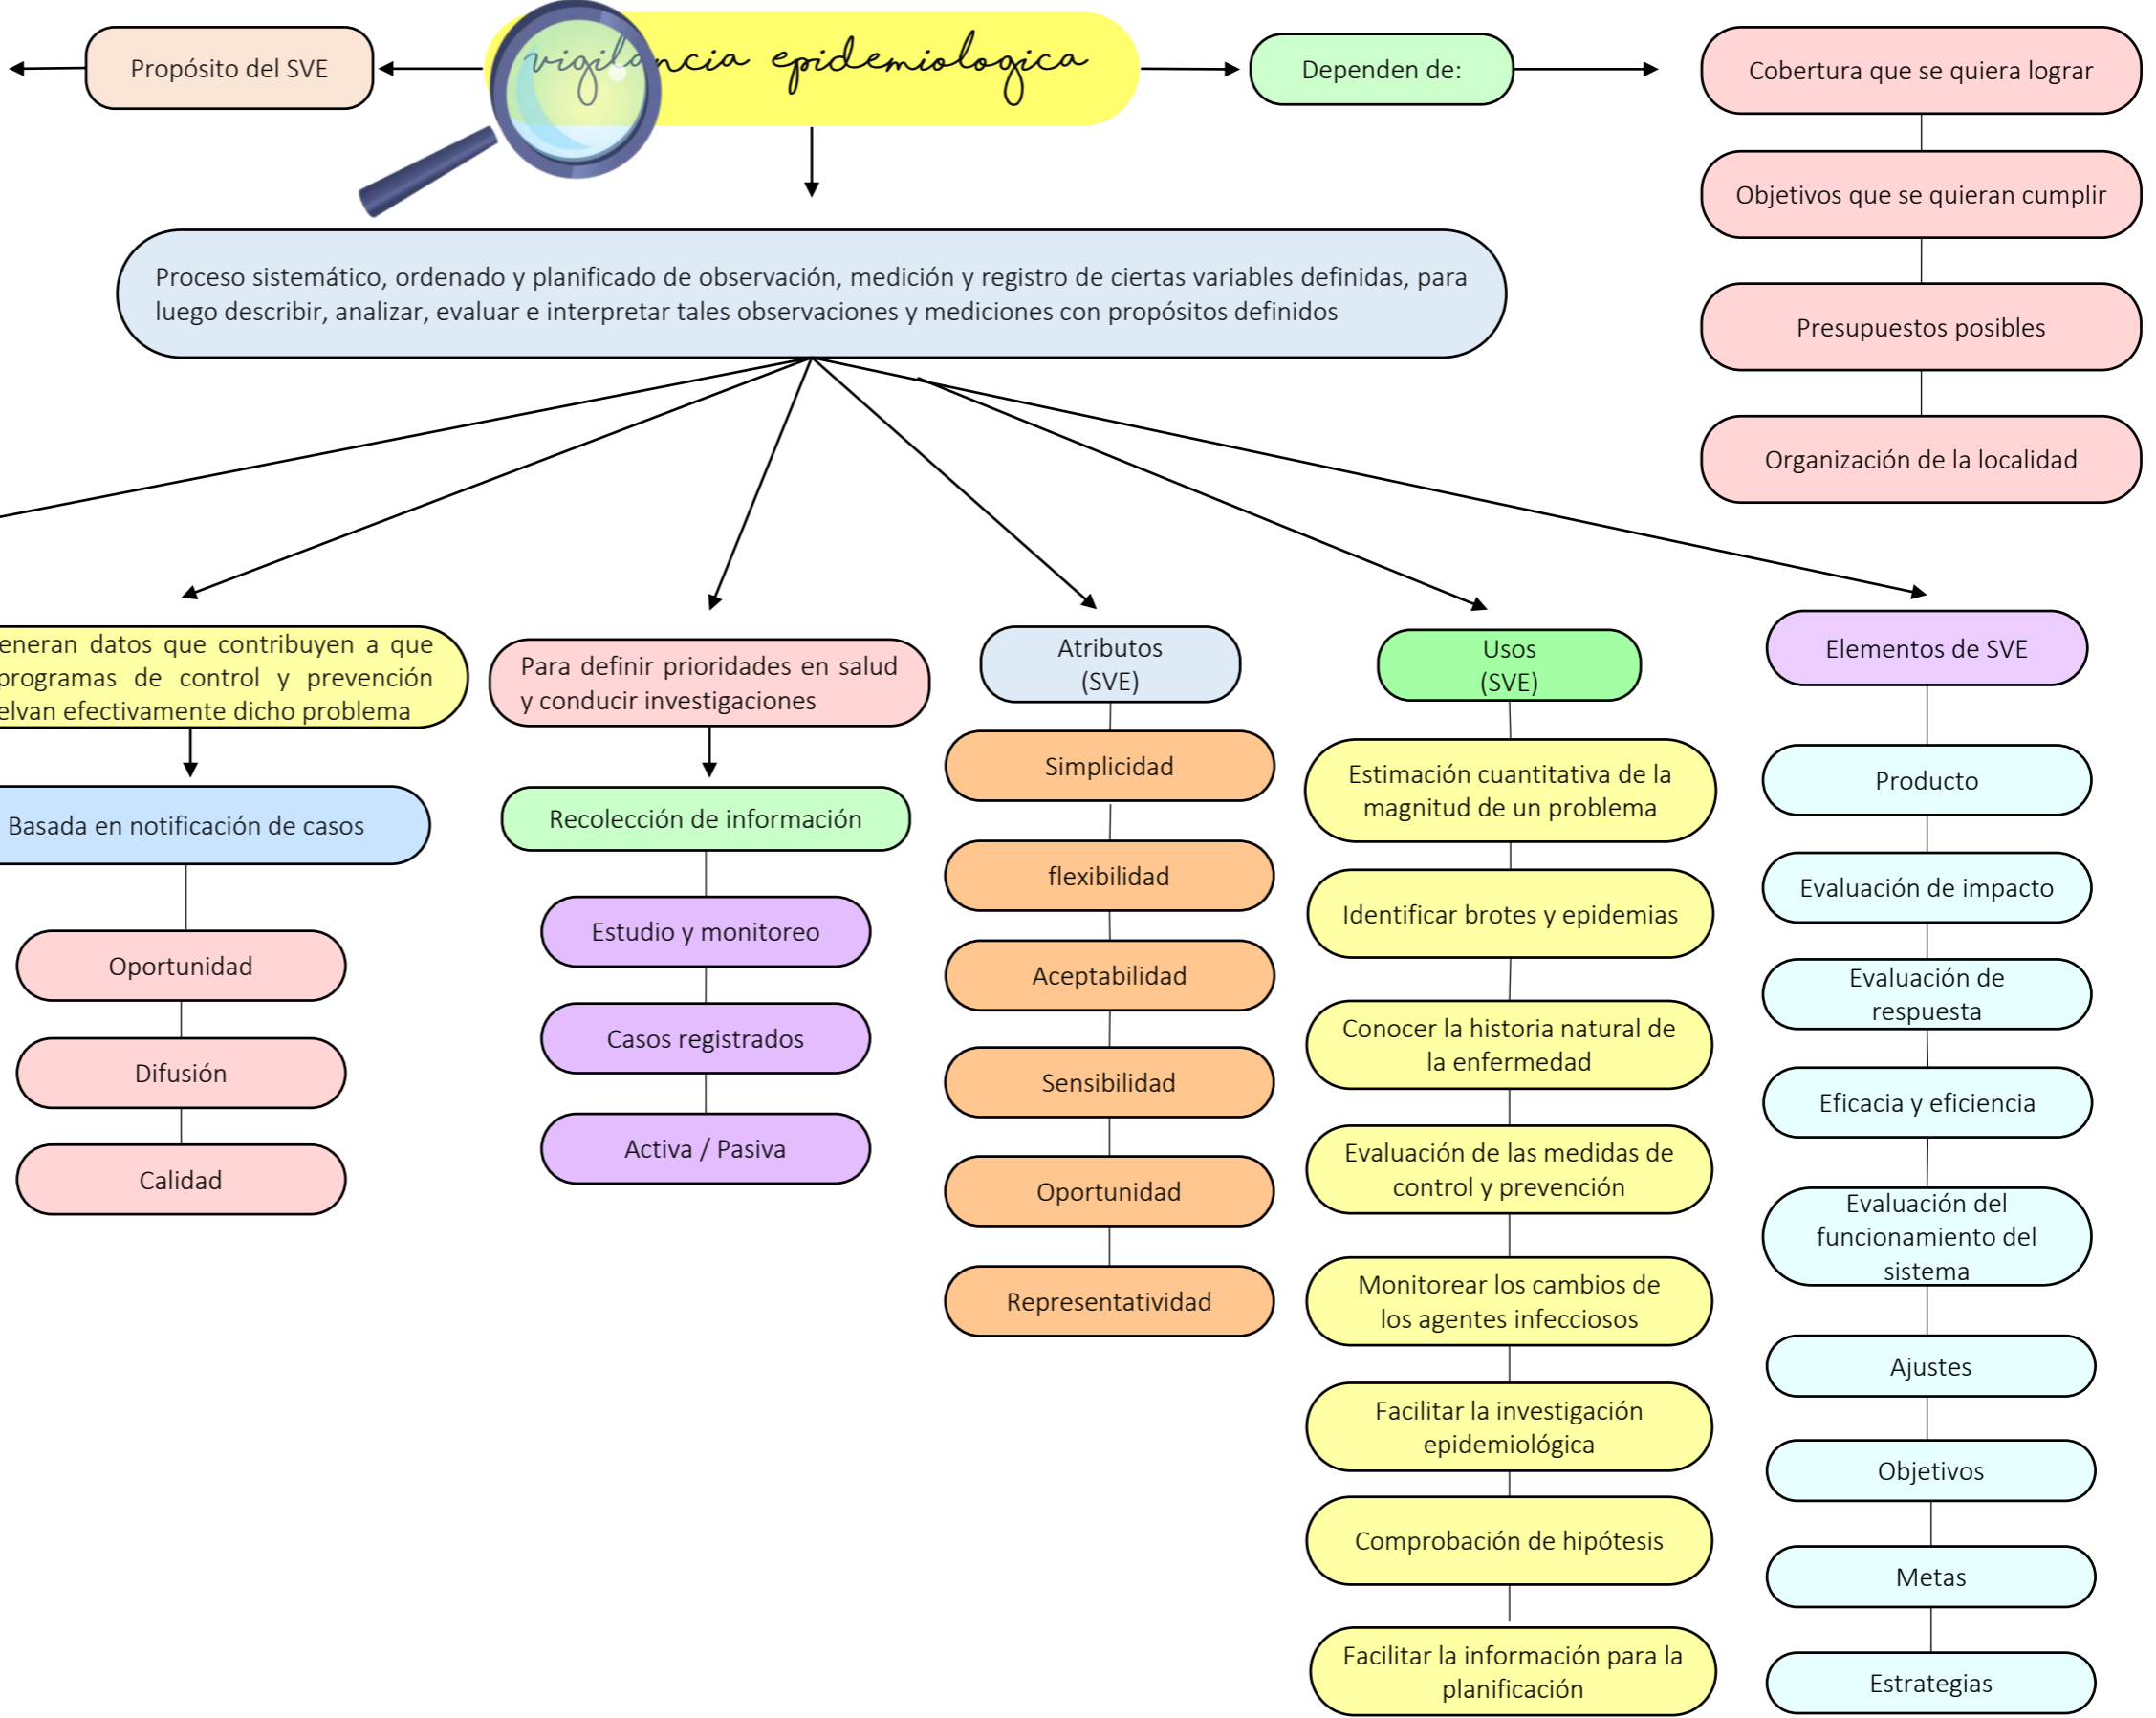 Propósito del SVE
vigilancia epidemiologica
Dependen de:
Cobertura que se quiera lograr
Objetivos que se quieran cumplir
Presupuestos posibles
Organización de la localidad
Proceso sistemático, ordenado y planificado de observación, medición y registro de ciertas variables definidas, para
luego describir, analizar, evaluar e interpretar tales observaciones y mediciones con propósitos definidos
eneran datos que contribuyen a que
programas de control y prevención
elvan efectivamente dicho problema
Basada en notificación de casos
Oportunidad
Difusión
Calidad
Para definir prioridades en salud
y conducir investigaciones
Recolección de información
Estudio y monitoreo
Casos registrados
Activa / Pasiva
Atributos
(SVE)
Simplicidad
flexibilidad
Aceptabilidad
Sensibilidad
Oportunidad
Representatividad
Usos
(SVE)
Estimación cuantitativa de la
magnitud de un problema
Identificar brotes y epidemias
Conocer la historia natural de
la enfermedad
Evaluación de las medidas de
control y prevención
Monitorear los cambios de
los agentes infecciosos
Facilitar la investigación
epidemiológica
Comprobación de hipótesis
Facilitar la información para la
planificación
Elementos de SVE
Producto
Evaluación de impacto
Evaluación de
respuesta
Eficacia y eficiencia
Evaluación del
funcionamiento del
sistema
Ajustes
Objetivos
Metas
Estrategias